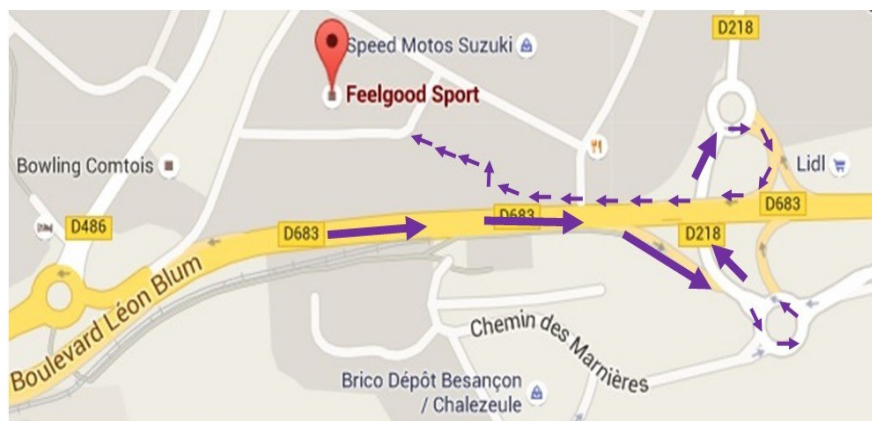 D218
Speed Motos Suzuki
Feelgood Sport
Bowling Comtois
Lidl
D486
D683
D683
D683
D218
Boulevard Léon Blum
Chemin des Marnières
Brico Dépôt Besançon
/ Chalezeule